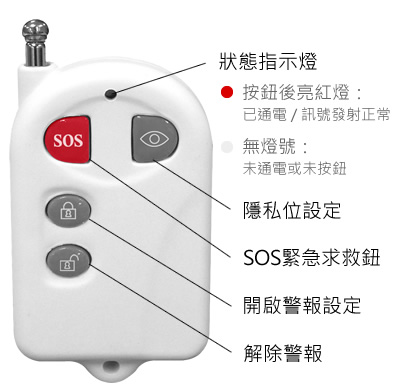 狀態指示燈
按鈕後亮紅燈：
已通電 / 訊號發射正常
SOS
無燈號：
未通電或未按鈕
隱私位設定
SOS緊急求救鈕
開啟警報設定
解除警報